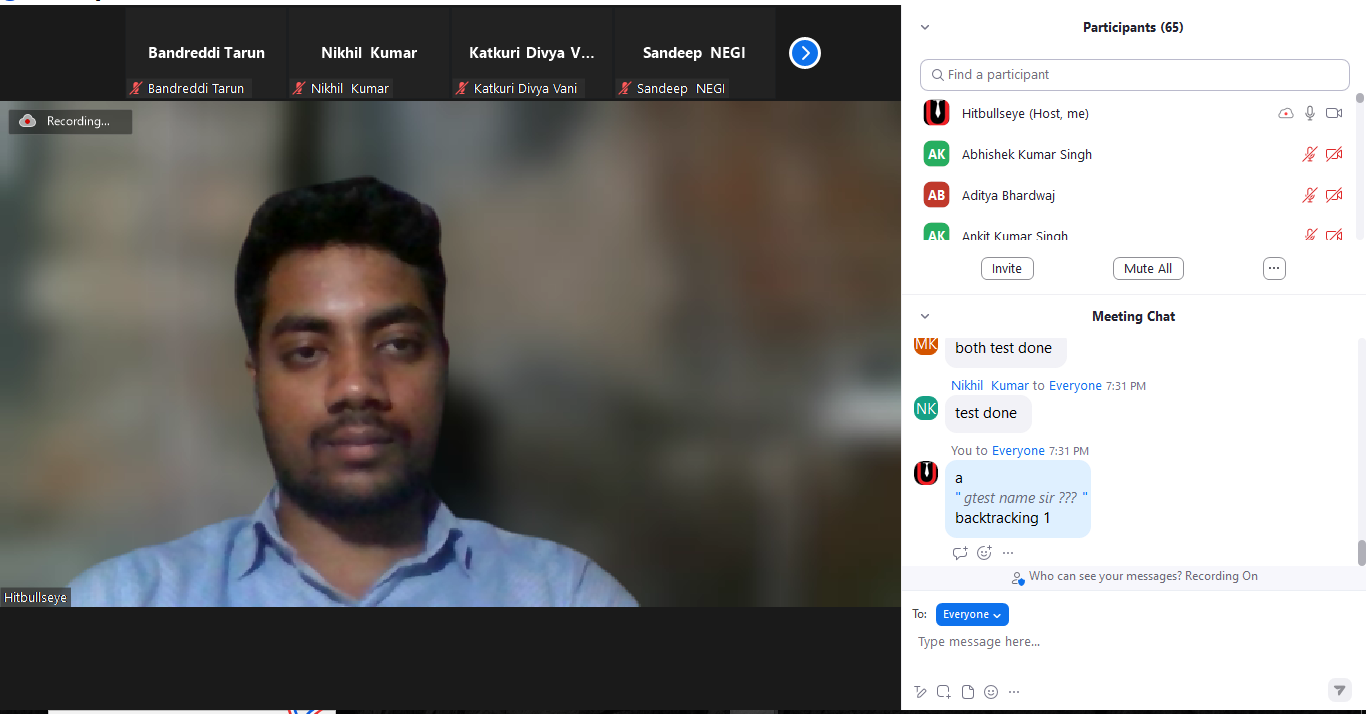 Bandreddi Tarun
Nikhil Kumar
Katkuri Divya V...
Sandeep NEGI
Bandreddi Tarun
Nikhil Kumar
Katkuri Divya Vani
Sandeep NEGI
Recording...
Hitbullseye
Participants (65)
Find a participant
Hitbullseye (Host, me)
AK
Abhishek Kumar Singh
AB
Aditya Bhardwaj
AK
Ankit Kumar Singh
Invite
Mute All
Meeting Chat
MK
both test done
Nikhil Kumar to Everyone 7:31 PM
NK
test done
You to Everyone 7:31 PM
a
" gtest name sir ??? "
backtracking 1
Who can see your messages? Recording On
To: Everyone
Type message here...